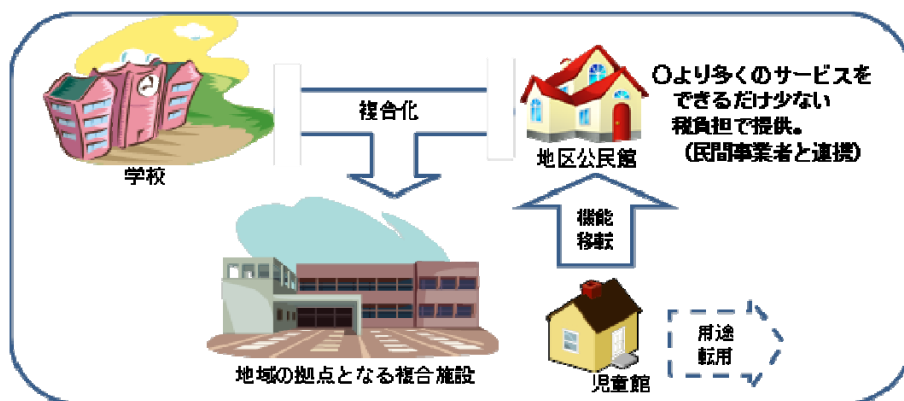 学校
複合化
地区公民館
〇より多くのサービスを
できるだけ少ない
税負担で提供。
(民間事業者と連携)
機能
移転
地域の拠点となる複合施設
児童館
用途
転用